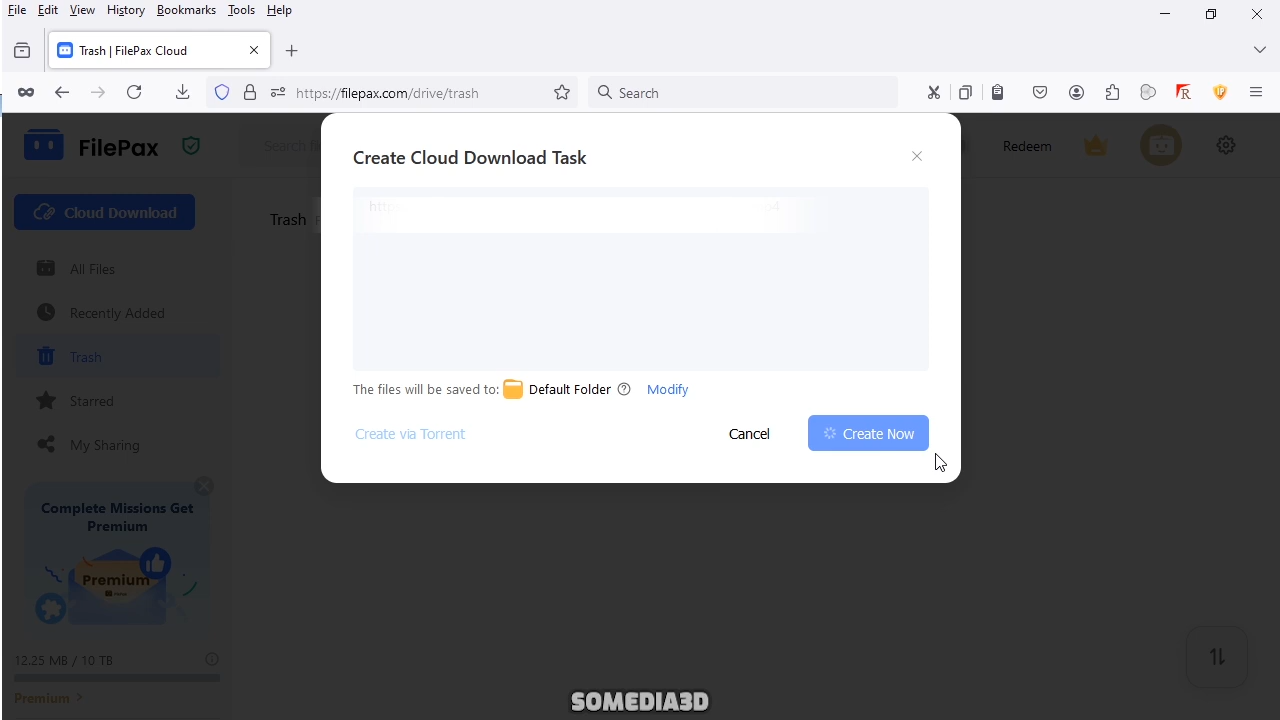 File Edit View History Bookmarks Tools Help
Trash | FilePax Cloud
https://filepax.com/drive/trash
Search
FilePax
Redeem
Create Cloud Download Task
Cloud Download
Trash
All Files
Recently Added
Trash
Starred
My Sharing
The files will be saved to: Default Folder Modify
Create via Torrent Cancel Create Now
Complete Missions Get
Premium
Premium
12.25 MB / 10 TB
Premium >
SOMEDIA3D